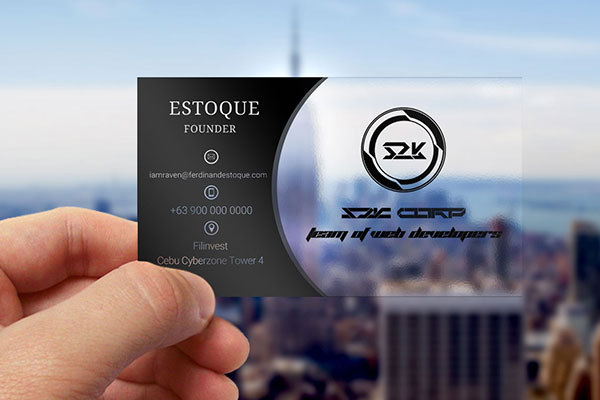 ESTOQUE
FOUNDER
iamraven@ferdinandestoque.com
+63 900 000 0000
Filinvest
Cebu Cyberzone Tower 4
S2K
S2K CORP
team of web developers